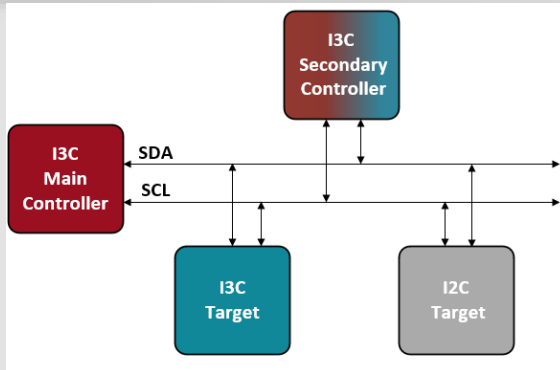 I3C
Secondary
Controller
I3C
Main
Controller
SDA
SCL
I3C
Target
I2C
Target